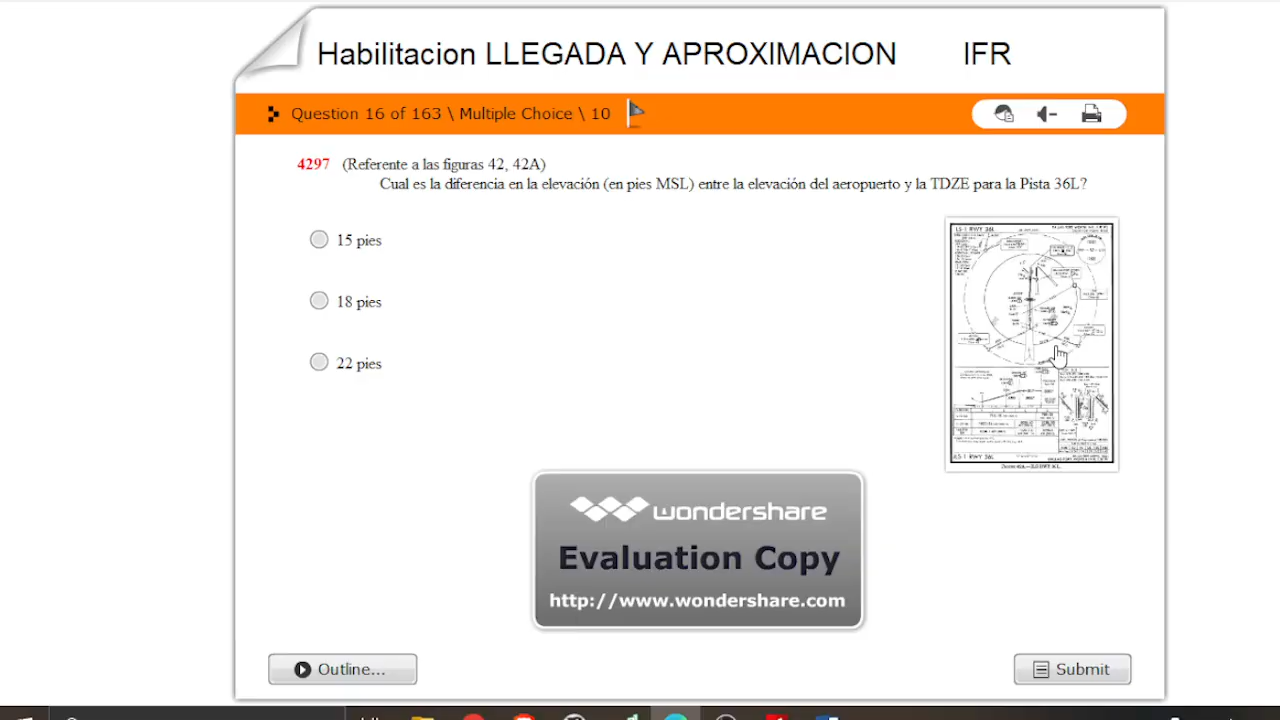 Habilitacion LLEGADA Y APROXIMACION IFR
Question 16 of 163 \ Multiple Choice \ 10
4297 (Referente a las figuras 42, 42A)
Cual es la diferencia en la elevación (en pies MSL) entre la elevación del aeropuerto y la TDZE para la Pista 36L?
15 pies
18 pies
22 pies
wondershare
Evaluation Copy
http://www.wondershare.com
Outline...
Submit